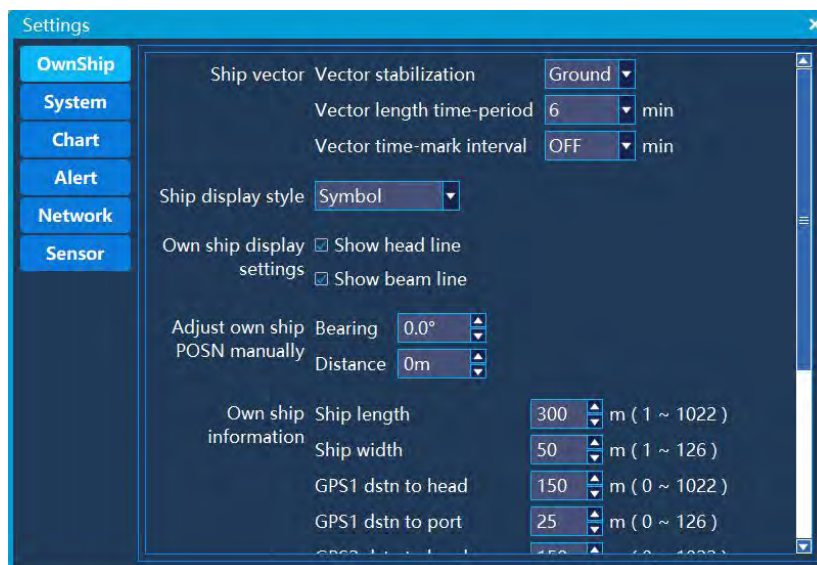 Settings
OwnShip
System
Chart
Alert
Network
Sensor
Ship vector Vector stabilization Ground
Vector length time-period 6 min
Vector time-mark interval OFF min
Ship display style Symbol
Own ship display settings
Show head line
Show beam line
Adjust own ship POSN manually
Bearing 0.0°
Distance 0m
Own ship information
Ship length 300 m ( 1 ~ 1022 )
Ship width 50 m ( 1 ~ 126 )
GPS1 dstn to head 150 m ( 0 ~ 1022 )
GPS1 dstn to port 25 m ( 0 ~ 126 )